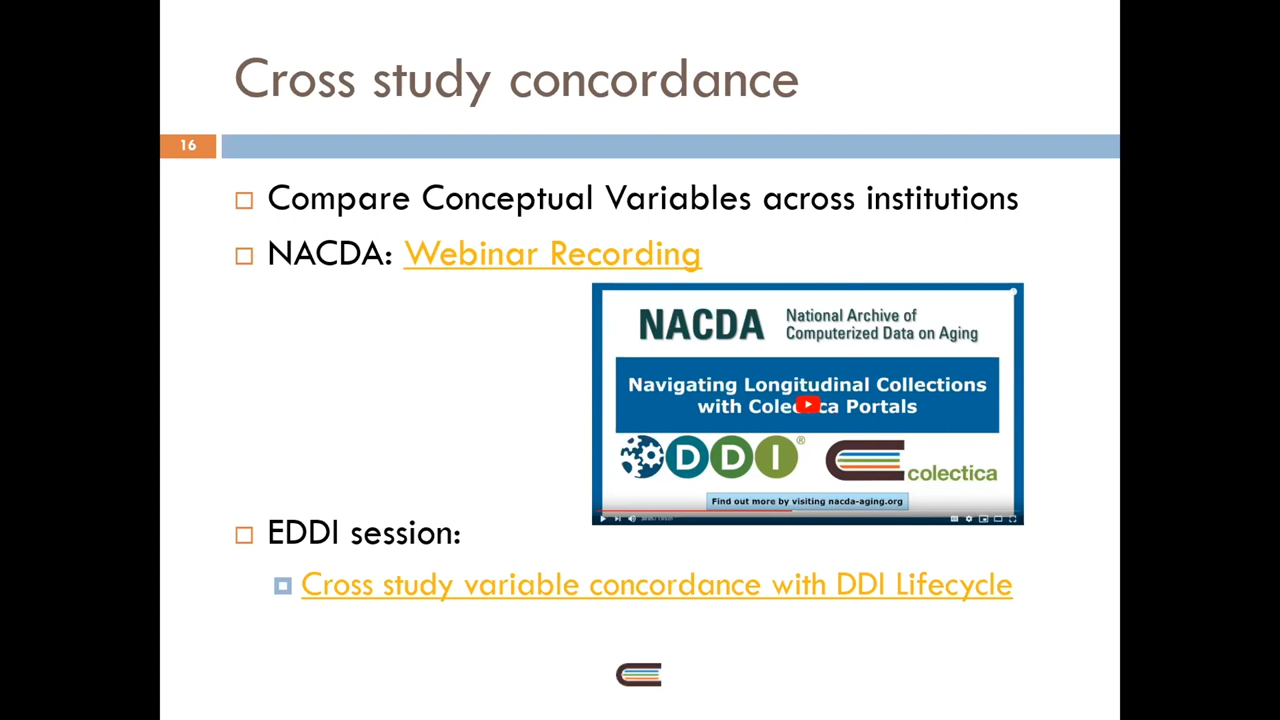 Cross study concordance
16
Compare Conceptual Variables across institutions
NACDA: Webinar Recording
NACDA
National Archive of
Computerized Data on Aging
Navigating Longitudinal Collections
with Colectica Portals
DDI®
colectica
Find out more by visiting nacda-aging.org
EDDI session:
Cross study variable concordance with DDI Lifecycle